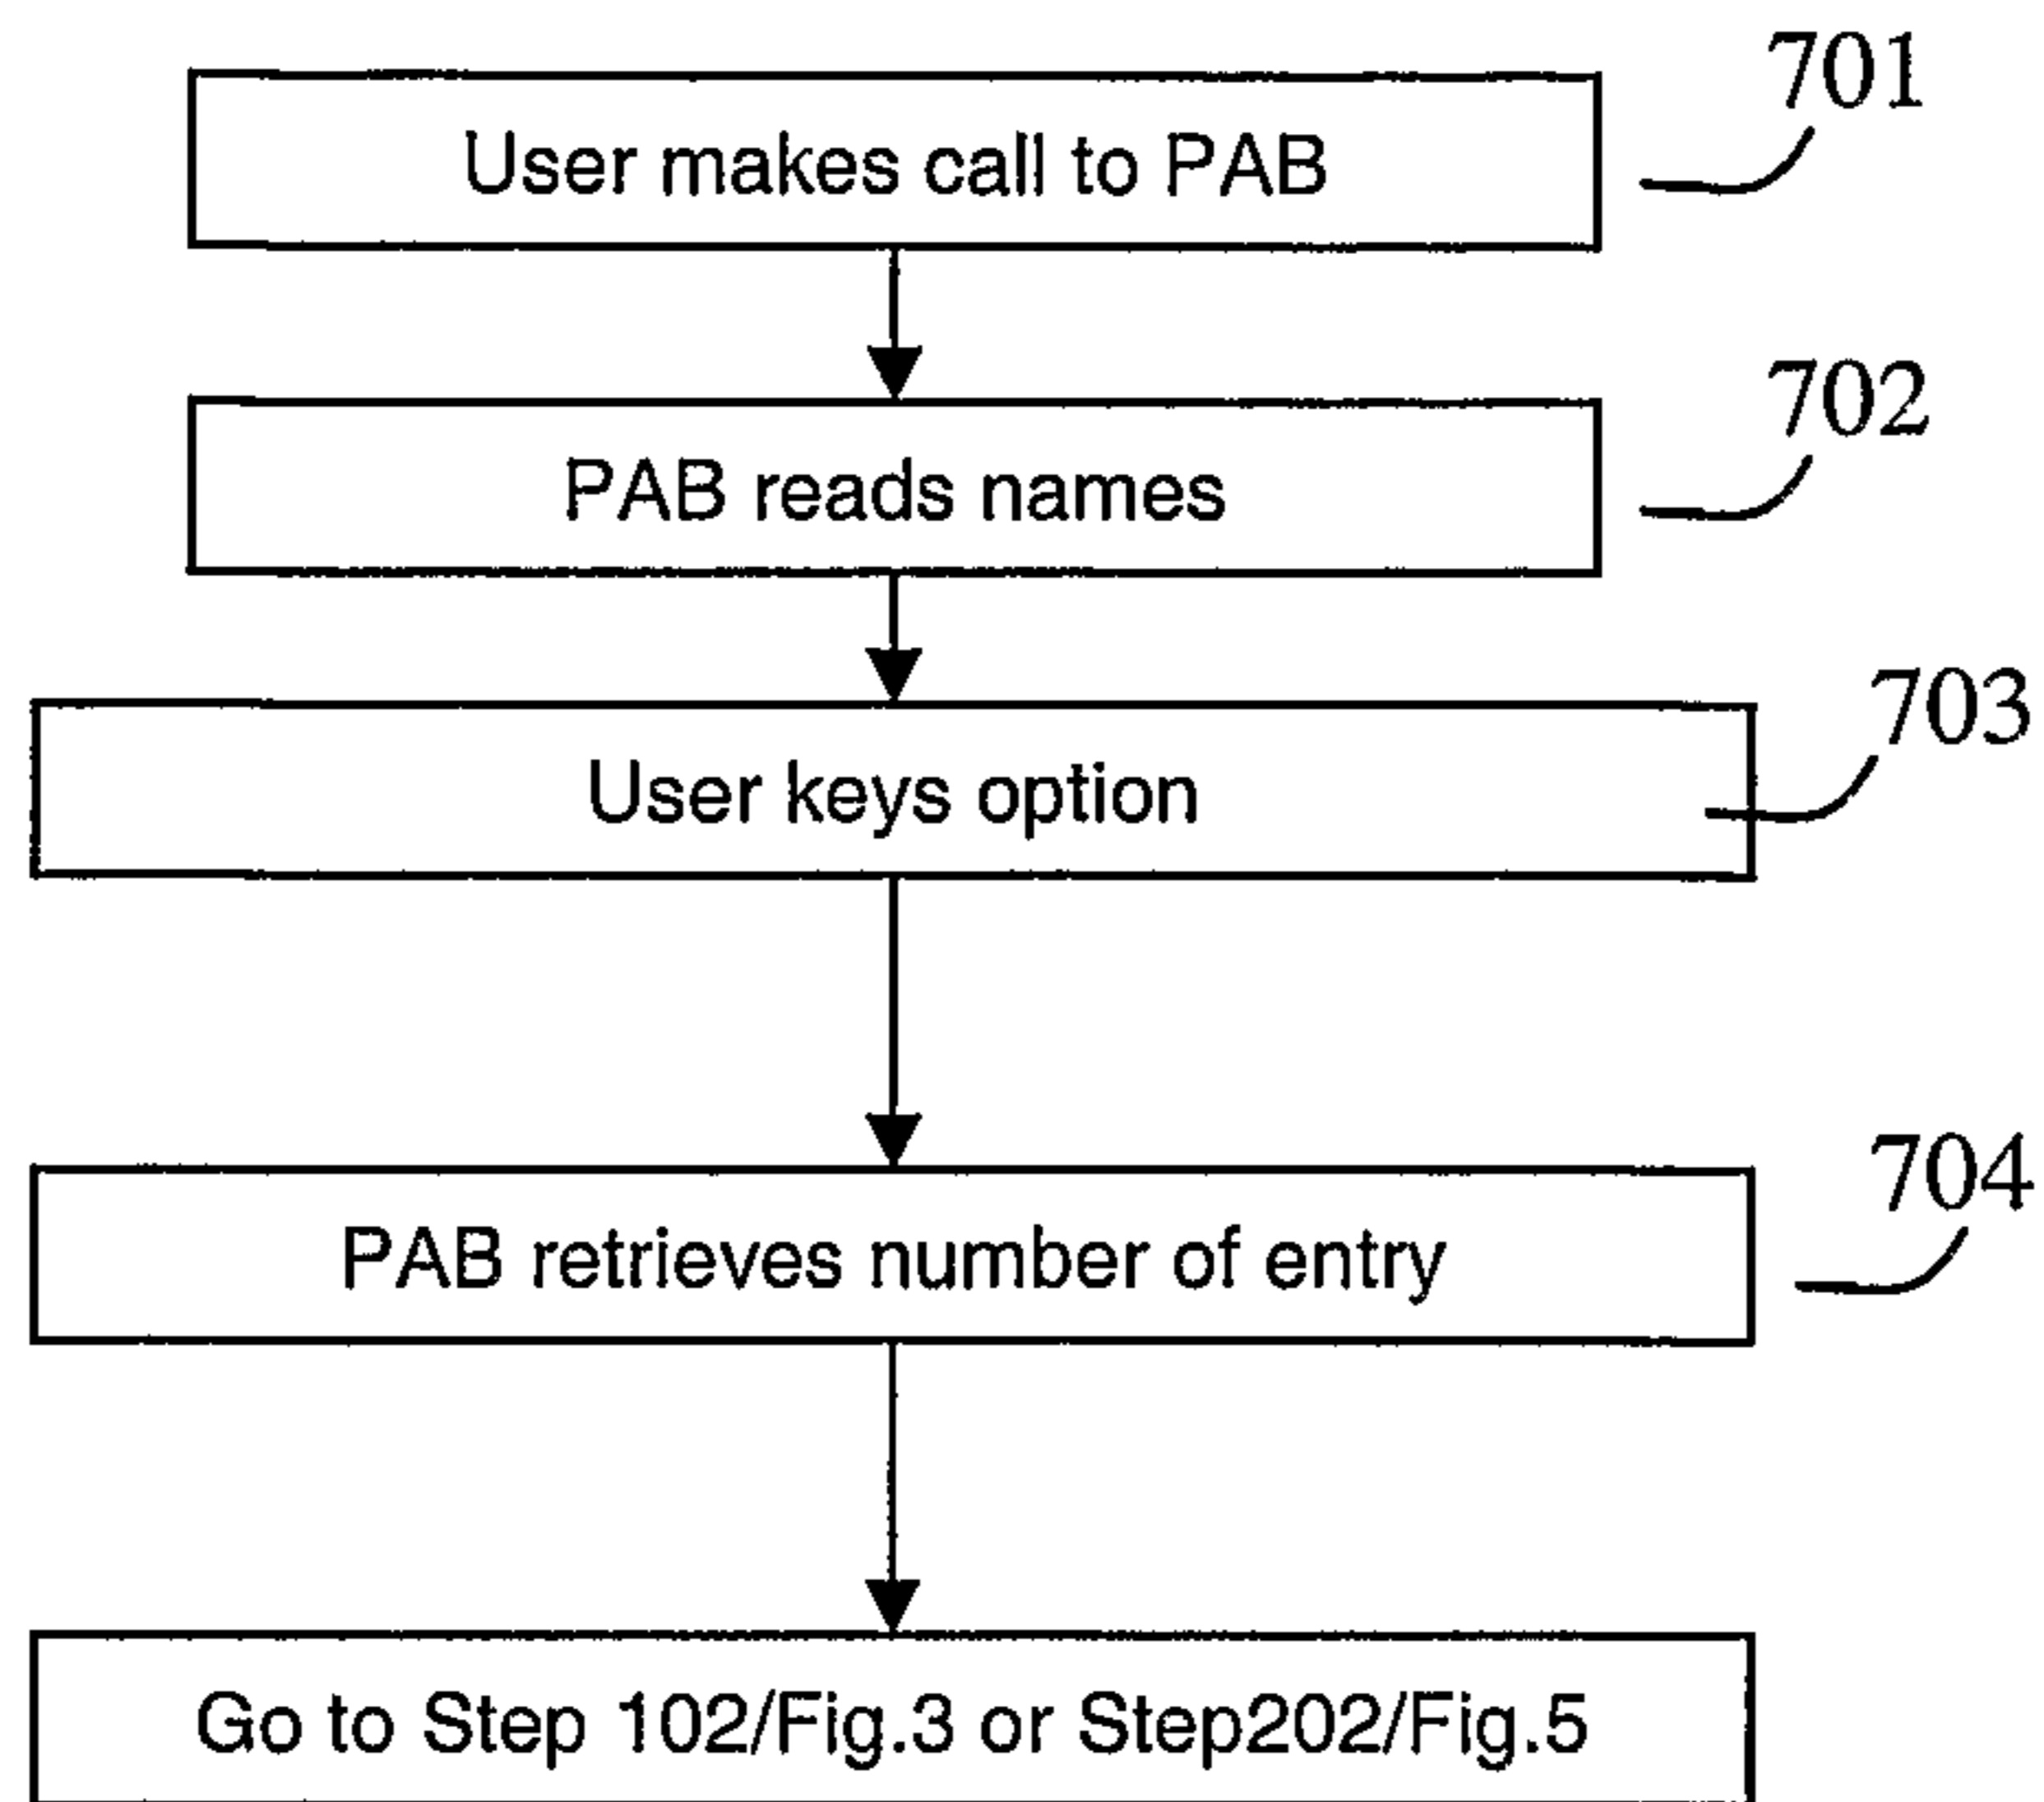 701
User makes call to PAB
702
PAB reads names
703
User keys option
704
PAB retrieves number of entry
Go to Step 102/Fig.3 or Step202/Fig.5